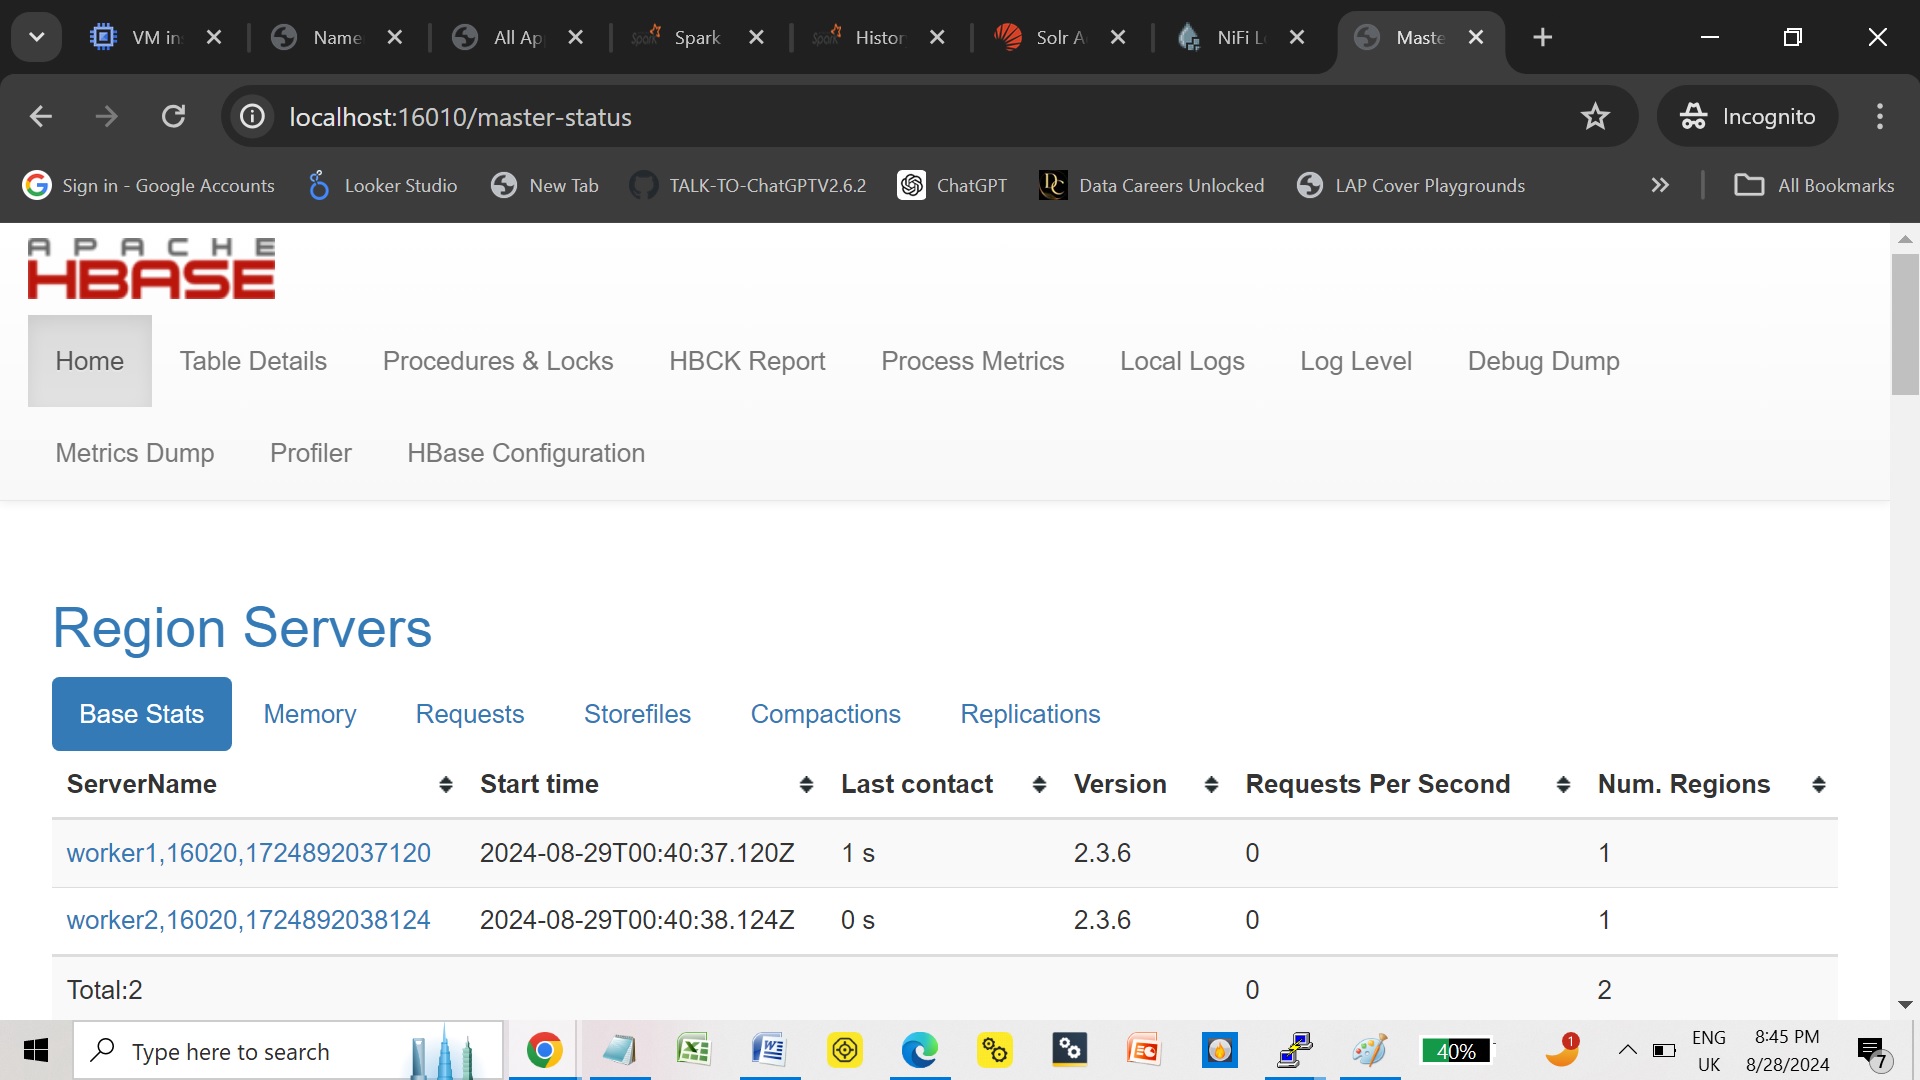 VM in Name All Ap Spark Histor Solr A NiFi L Maste
localhost:16010/master-status Incognito
Sign in - Google Accounts Looker Studio New Tab TALK-TO-ChatGPTV2.6.2 ChatGPT DC Data Careers Unlocked LAP Cover Playgrounds All Bookmarks
APACHE
HBASE
Home Table Details Procedures & Locks HBCK Report Process Metrics Local Logs Log Level Debug Dump
Metrics Dump Profiler HBase Configuration
Region Servers
Base Stats Memory Requests Storefiles Compactions Replications
ServerName Start time Last contact Version Requests Per Second Num. Regions
worker1,16020,1724892037120 2024-08-29T00:40:37.120Z 1 s 2.3.6 0 1
worker2,16020,1724892038124 2024-08-29T00:40:38.124Z 0 s 2.3.6 0 1
Total:2 0 2
Type here to search 40% 1 ENG 8:45 PM
UK 8/28/2024 7